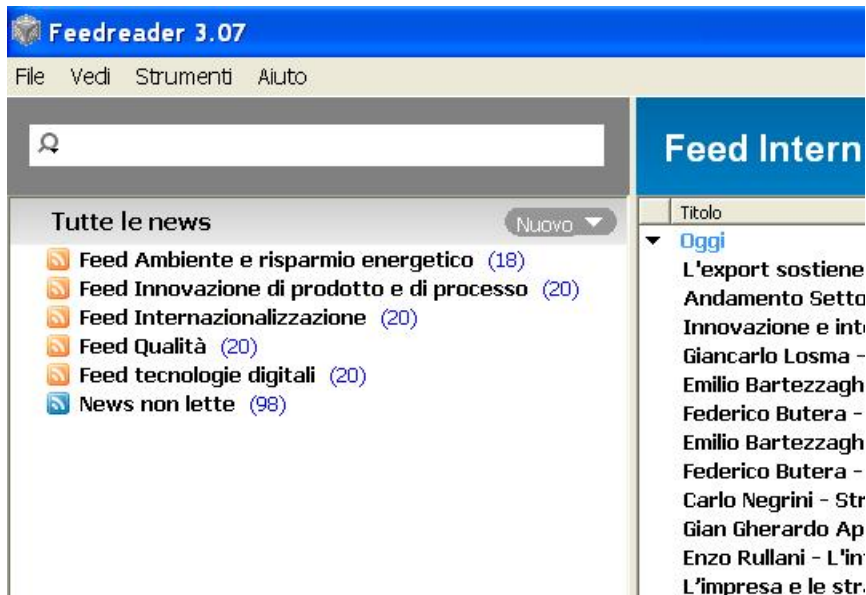 Feedreader 3.07
File Vedi Strumenti Aiuto
Tutte le news
Nuovo
Feed Ambiente e risparmio energetico (18)
Feed Innovazione di prodotto e di processo (20)
Feed Internazionalizzazione (20)
Feed Qualità (20)
Feed tecnologie digitali (20)
News non lette (98)
Feed Intern
Titolo
Oggi
L'export sostiene
Andamento Setto
Innovazione e int
Giancarlo Losma -
Emilio Bartezzagh
Federico Butera -
Emilio Bartezzagh
Federico Butera -
Carlo Negrini - Str
Gian Gherardo Ap
Enzo Rullani - L'in
L'impresa e le str